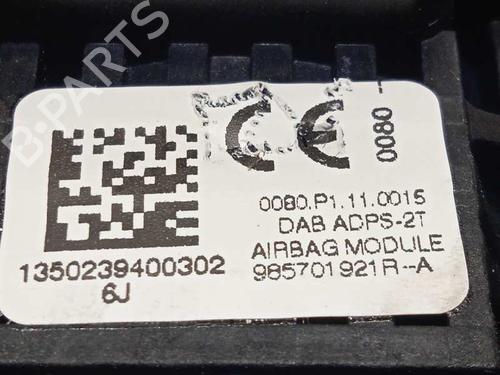 B-PARTS
CE
0080
0080.P1.11.0015
DAB ADPS-2T
AIRBAG MODULE
985701921R--A
1350239400302
6J